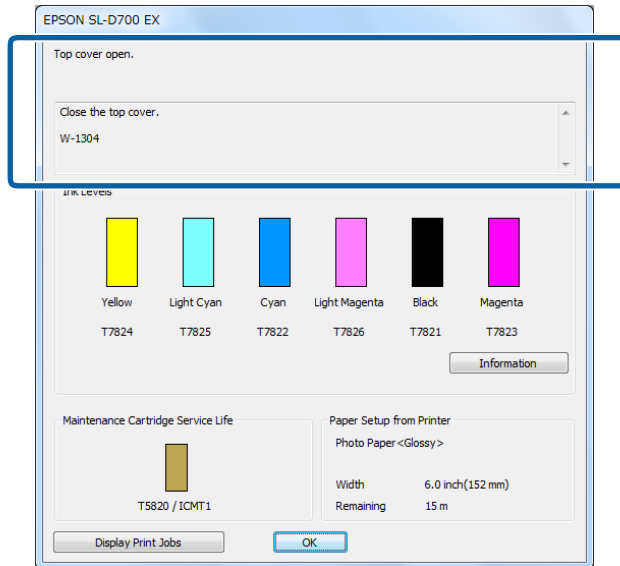 EPSON SL-D700 EX
Top cover open.
Close the top cover.
W-1304
Ink Levels
Yellow Light Cyan Cyan Light Magenta Black Magenta
T7824 T7825 T7822 T7826 T7821 T7823
Information
Maintenance Cartridge Service Life
T5820 / ICMT1
Paper Setup from Printer
Photo Paper<Glossy>
Width 6.0 inch(152 mm)
Remaining 15 m
Display Print Jobs OK